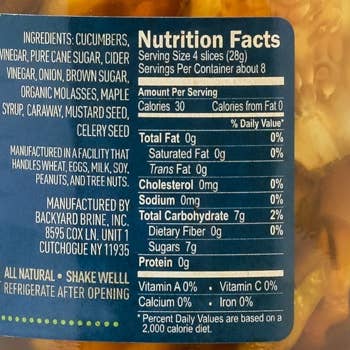 INGREDIENTS: CUCUMBERS,
VINEGAR, PURE CANE SUGAR, CIDER
VINEGAR, ONION, BROWN SUGAR,
ORGANIC MOLASSES, MAPLE
SYRUP, CARAWAY, MUSTARD SEED,
CELERY SEED
MANUFACTURED IN A FACILITY THAT
HANDLES WHEAT, EGGS, MILK, SOY,
PEANUTS, AND TREE NUTS.
MANUFACTURED BY
BACKYARD BRINE, INC.
8595 COX LN. UNIT 1
CUTCHOGUE NY 11935
ALL NATURAL • SHAKE WELLL
REFRIGERATE AFTER OPENING
Nutrition Facts
Serving Size 4 slices (28g)
Servings Per Container about 8
Amount Per Serving
Calories 30 Calories from Fat 0
% Daily Value*
Total Fat 0g 0%
Saturated Fat 0g 0%
Trans Fat 0g
Cholesterol 0mg 0%
Sodium 0mg 0%
Total Carbohydrate 7g 2%
Dietary Fiber 0g 0%
Sugars 7g
Protein 0g
Vitamin A 0% • Vitamin C 0%
Calcium 0% • Iron 0%
*Percent Daily Values are based on a
2,000 calorie diet.